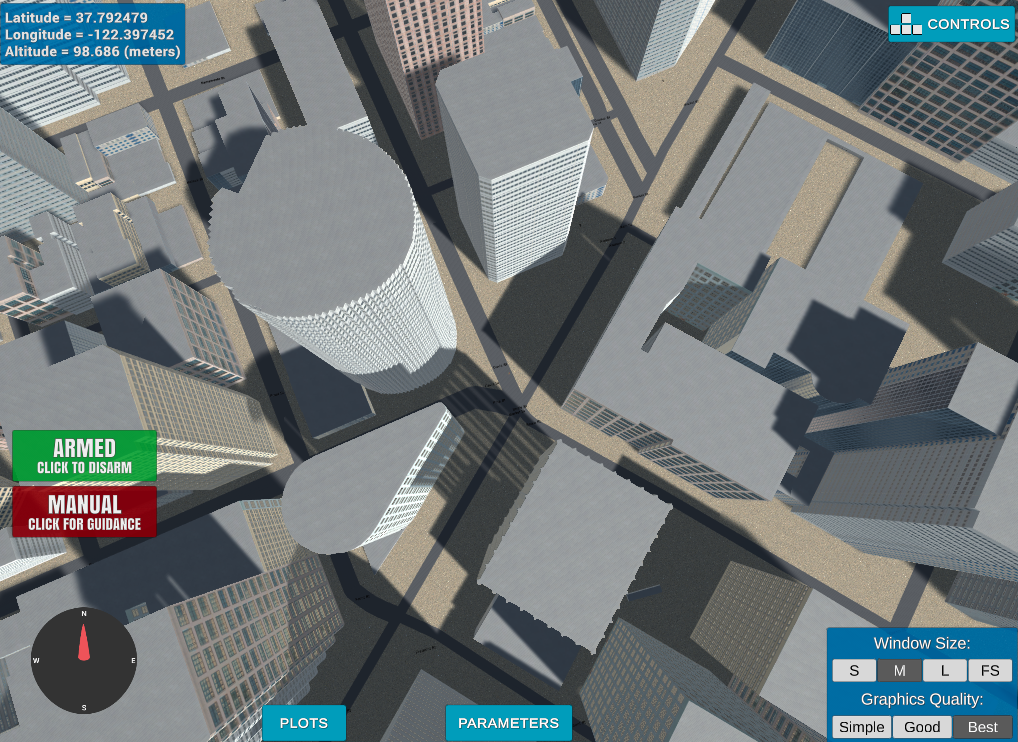 Latitude = 37.792479
Longitude = -122.397452
Altitude = 98.686 (meters)
CONTROLS
ARMED
CLICK TO DISARM
MANUAL
CLICK FOR GUIDANCE
N
W
E
S
PLOTS
PARAMETERS
Window Size:
S
M
L
FS
Graphics Quality:
Simple
Good
Best